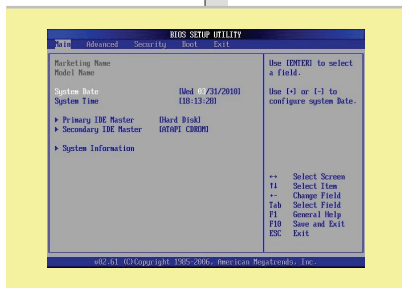 BIOS SETUP UTILITY
Main Advanced Security Boot Exit
Marketing Name
Model Name
System Date [Wed 03/31/2010]
System Time [18:13:28]
▶ Primary IDE Master [Hard Disk]
▶ Secondary IDE Master [ATAPI CDROM]
▶ System Information
Use [ENTER] to select
a field.
Use [+] or [-] to
configure system Date.
↔ Select Screen
↑↓ Select Item
+- Change Field
Tab Select Field
F1 General Help
F10 Save and Exit
ESC Exit
v02.61 (C)Copyright 1985-2006, American Megatrends, Inc.